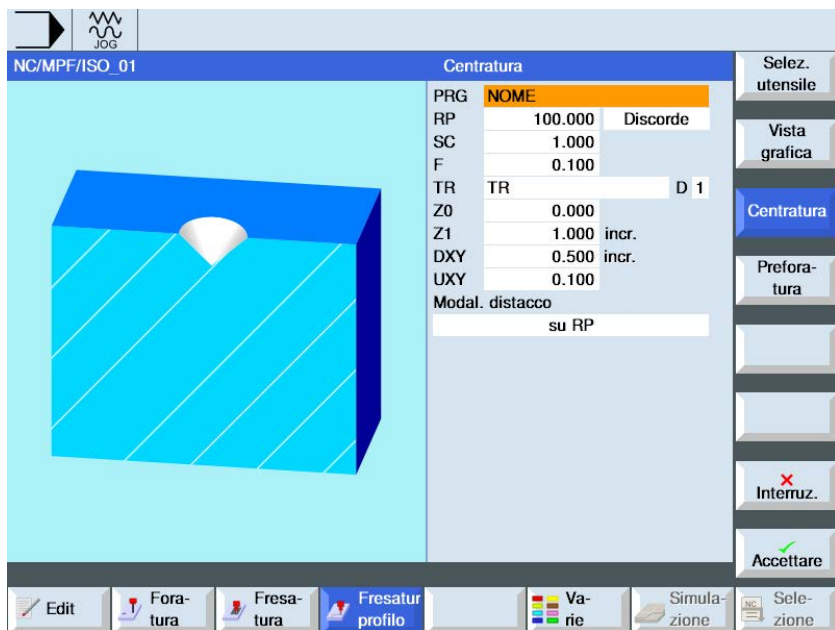 JOG
NC/MPF/ISO_01
Centratura
PRG NOME
RP 100.000 Discorde
SC 1.000
F 0.100
TR TR D 1
Z0 0.000
Z1 1.000 incr.
DXY 0.500 incr.
UXY 0.100
Modal. distacco
su RP
Selez.
utensile
Vista
grafica
Centratura
Prefora-
tura
Interruz.
Accettare
Edit
Fora-
tura
Fresa-
tura
Fresatur
profilo
Va-
rie
Simula-
zione
NC
Sele-
zione